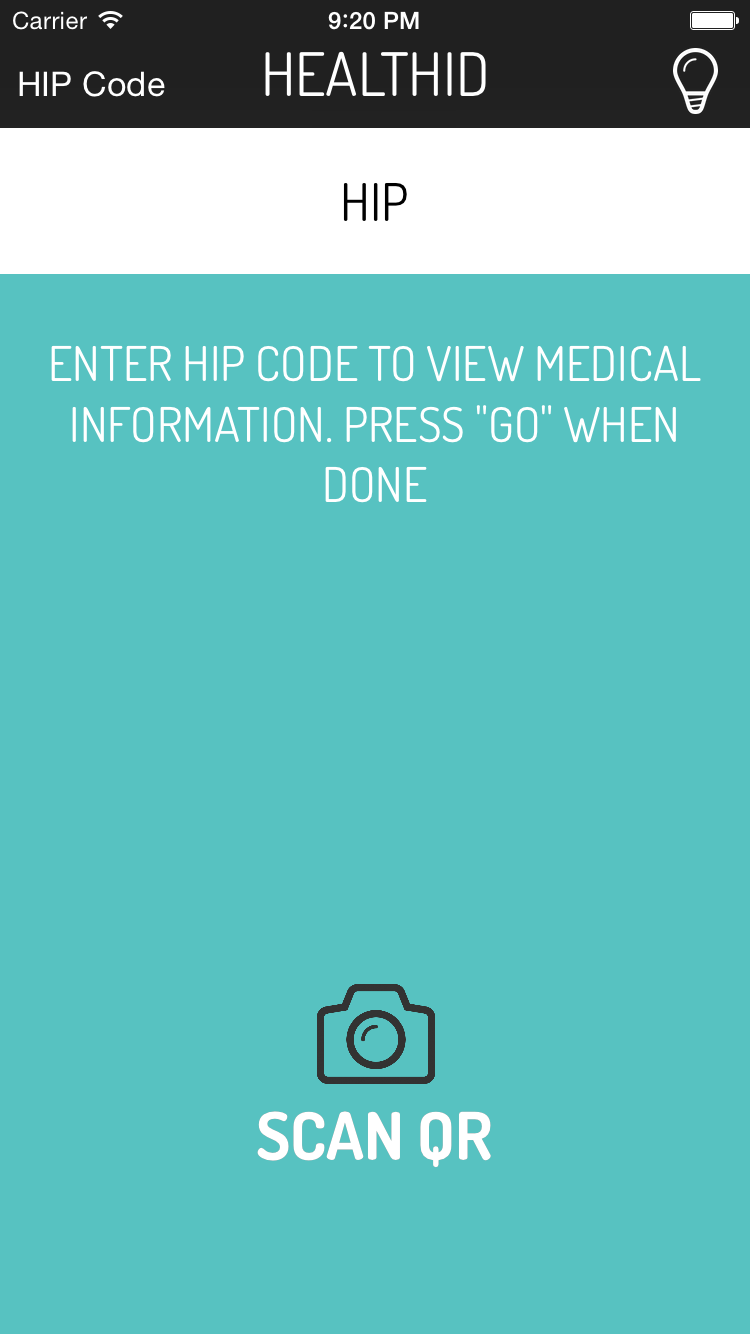 Carrier 9:20 PM
HIP Code HEALTHID
HIP
ENTER HIP CODE TO VIEW MEDICAL
INFORMATION. PRESS "GO" WHEN
DONE
SCAN QR